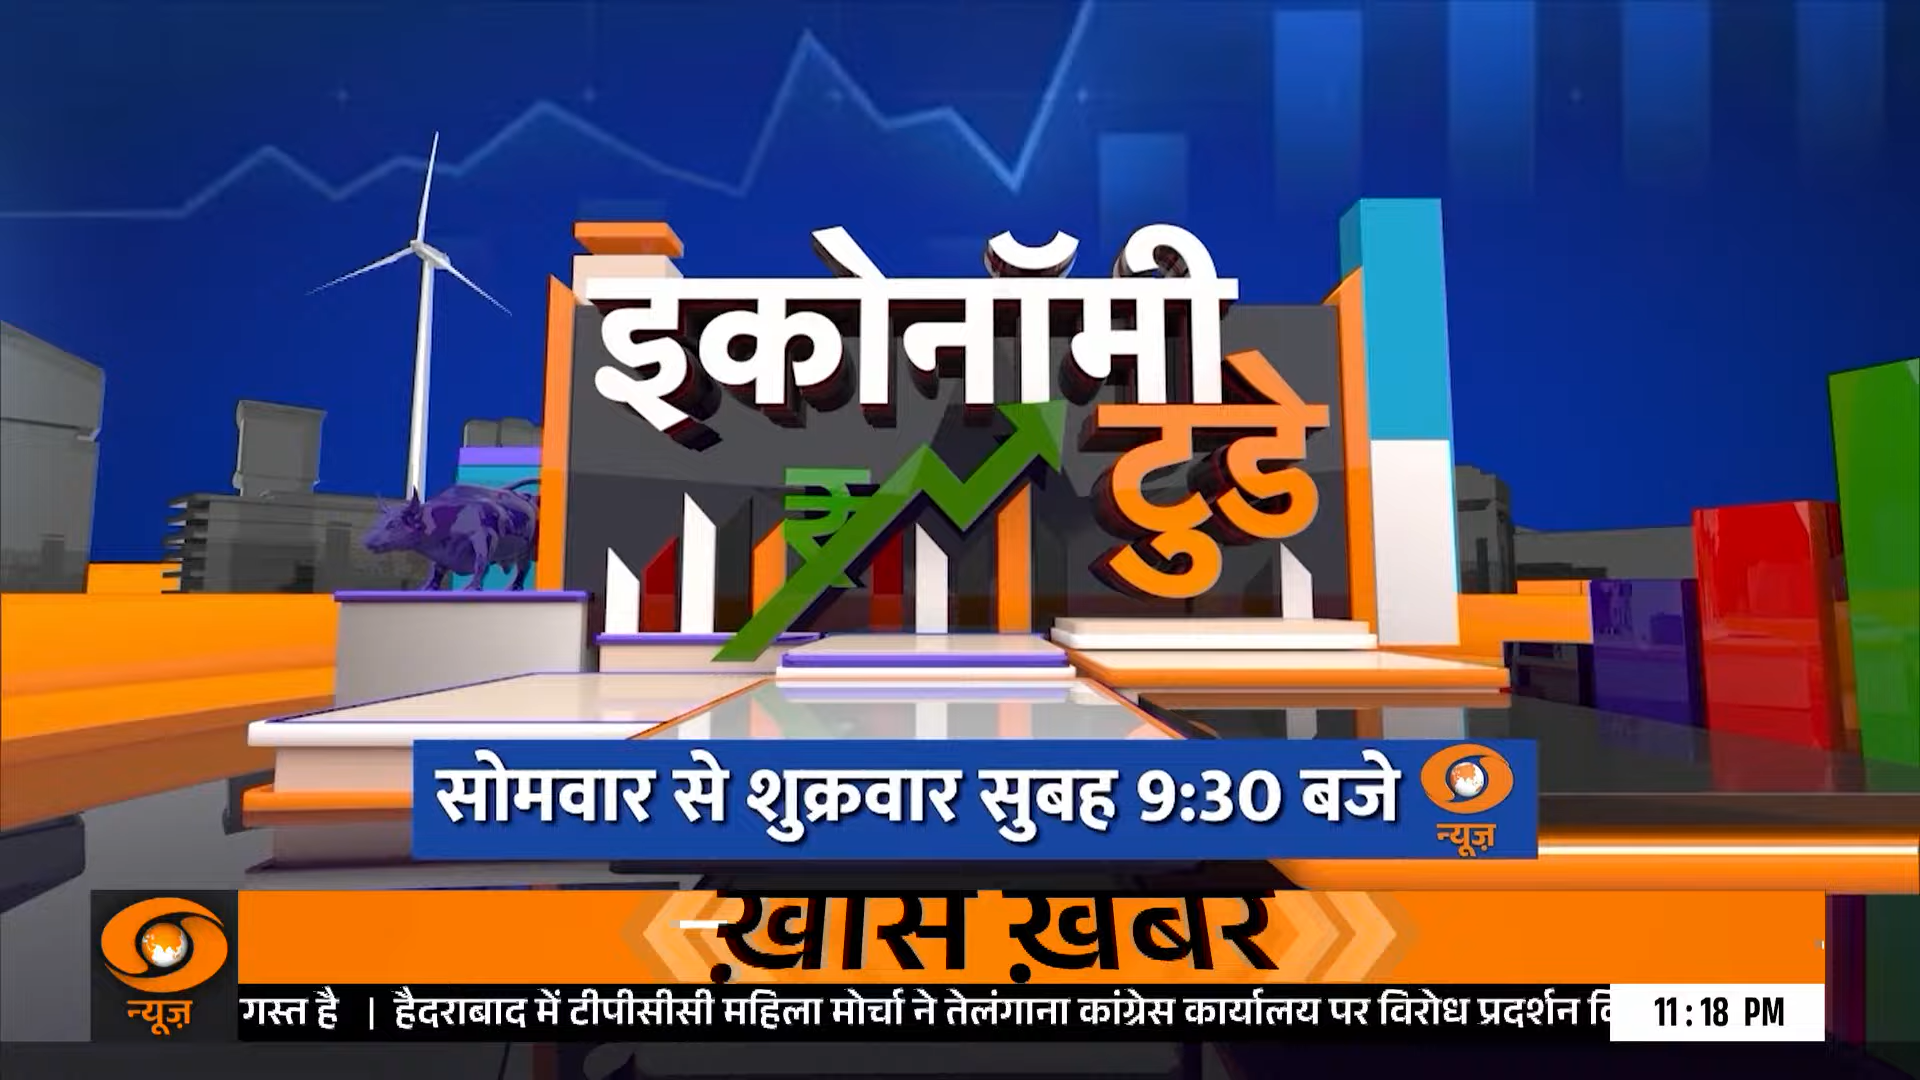 इकोनॉमी
टुडे
₹
सोमवार से शुक्रवार सुबह 9:30 बजे
न्यूज़
ख़ास ख़बर
न्यूज़
गस्त है | हैदराबाद में टीपीसीसी महिला मोर्चा ने तेलंगाना कांग्रेस कार्यालय पर विरोध प्रदर्शन
11:18 PM